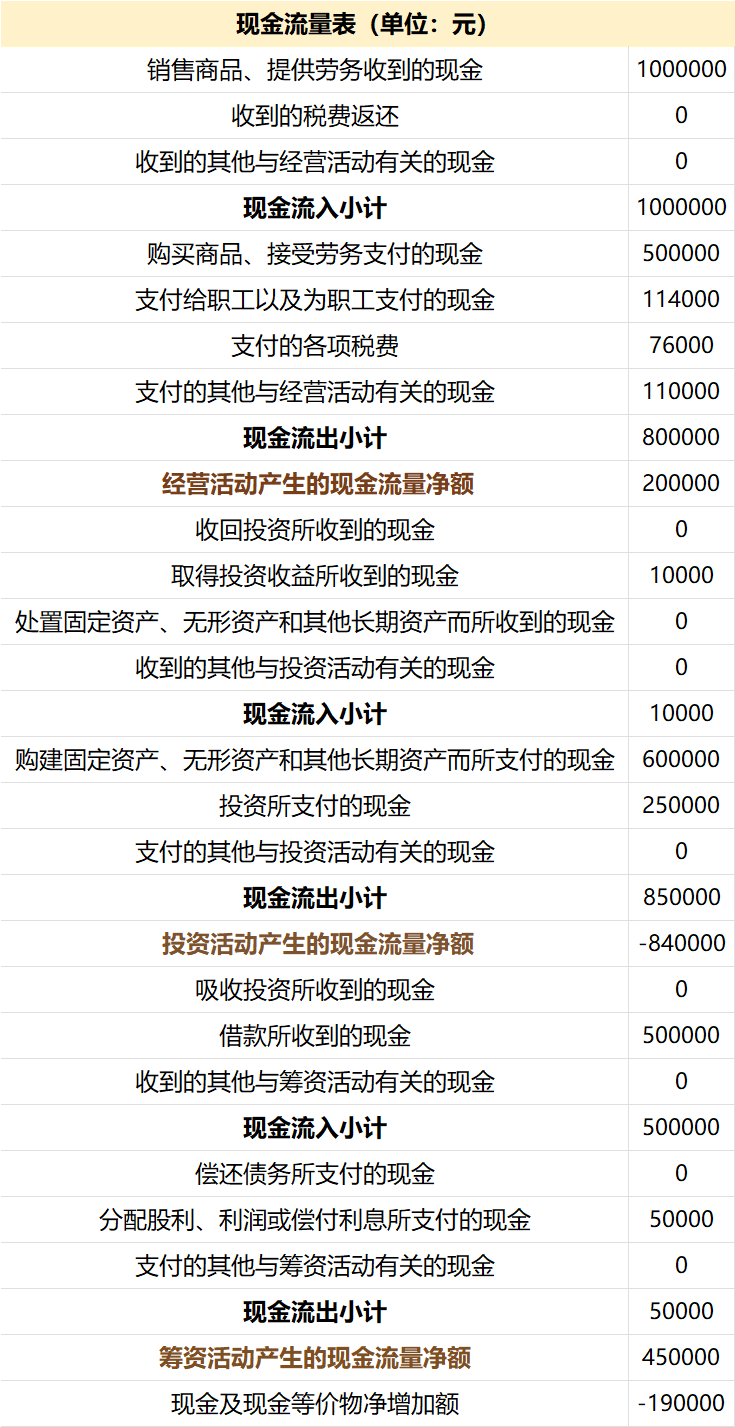 现金流量表（单位：元）
销售商品、提供劳务收到的现金 1000000
收到的税费返还 0
收到的其他与经营活动有关的现金 0
现金流入小计 1000000
购买商品、接受劳务支付的现金 500000
支付给职工以及为职工支付的现金 114000
支付的各项税费 76000
支付的其他与经营活动有关的现金 110000
现金流出小计 800000
经营活动产生的现金流量净额 200000
收回投资所收到的现金 0
取得投资收益所收到的现金 10000
处置固定资产、无形资产和其他长期资产而所收到的现金 0
收到的其他与投资活动有关的现金 0
现金流入小计 10000
购建固定资产、无形资产和其他长期资产而所支付的现金 600000
投资所支付的现金 250000
支付的其他与投资活动有关的现金 0
现金流出小计 850000
投资活动产生的现金流量净额 -840000
吸收投资所收到的现金 0
借款所收到的现金 500000
收到的其他与筹资活动有关的现金 0
现金流入小计 500000
偿还债务所支付的现金 0
分配股利、利润或偿付利息所支付的现金 50000
支付的其他与筹资活动有关的现金 0
现金流出小计 50000
筹资活动产生的现金流量净额 450000
现金及现金等价物净增加额 -190000